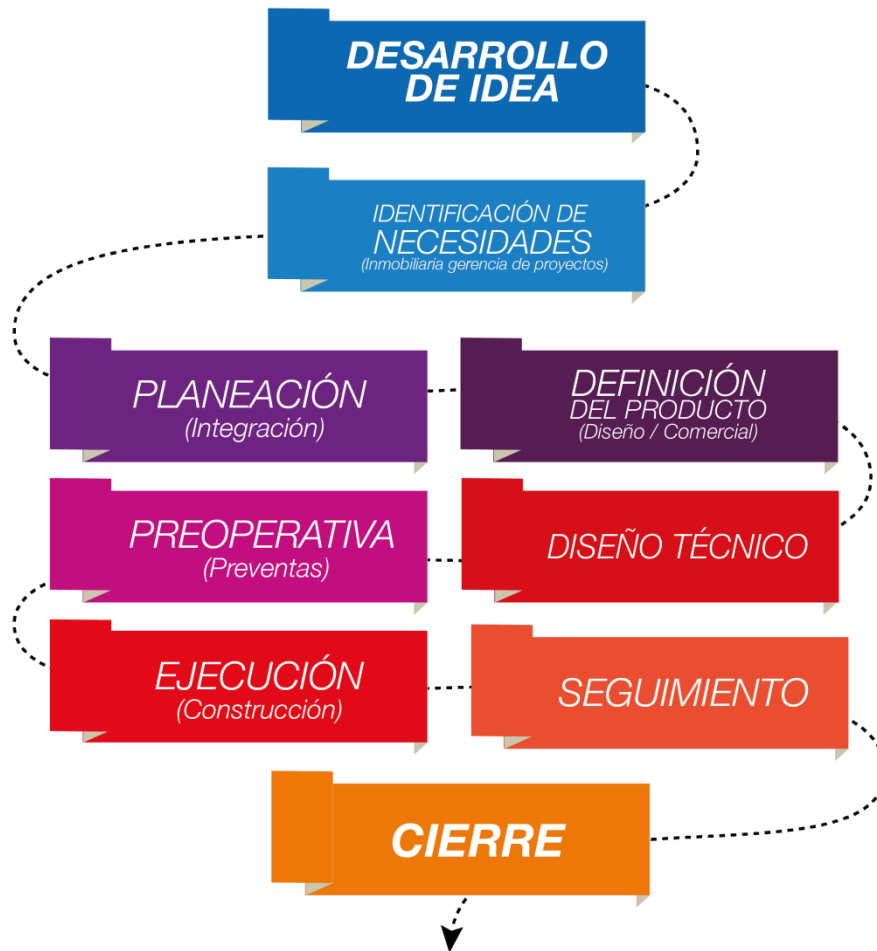 DESARROLLO
DE IDEA
IDENTIFICACIÓN DE
NECESIDADES
(Inmobiliaria gerencia de proyectos)
PLANEACIÓN
(Integración)
DEFINICIÓN
DEL PRODUCTO
(Diseño / Comercial)
DISEÑO TÉCNICO
PREOPERATIVA
(Preventas)
EJECUCIÓN
(Construcción)
SEGUIMIENTO
CIERRE